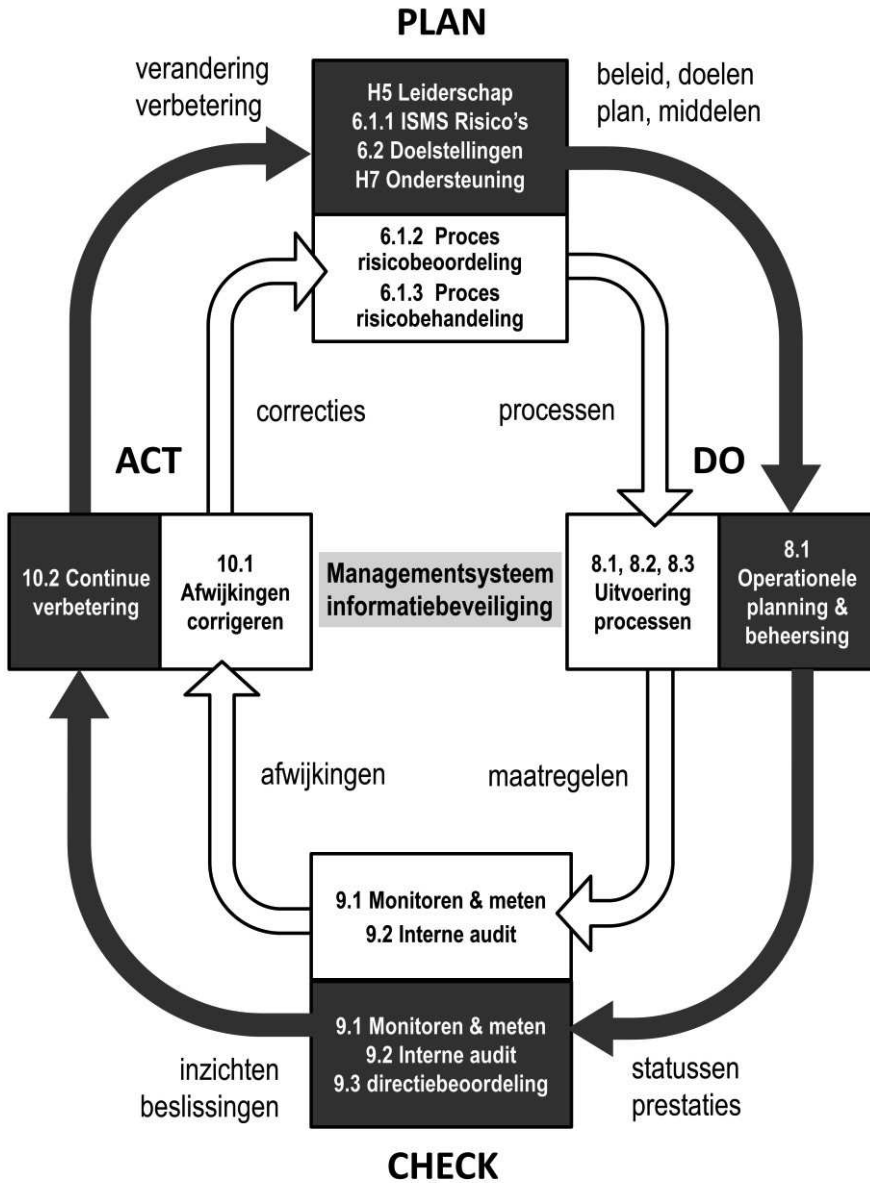 PLAN
verandering
verbetering
H5 Leiderschap
6.1.1 ISMS Risico's
6.2 Doelstellingen
H7 Ondersteuning
beleid, doelen
plan, middelen
6.1.2 Proces
risicobeoordeling
6.1.3 Proces
risicobehandeling
correcties
processen
ACT
DO
10.2 Continue
verbetering
10.1
Afwijkingen
corrigeren
Managementsysteem
informatiebeveiliging
8.1, 8.2, 8.3
Uitvoering
processen
8.1
Operationele
planning &
beheersing
afwijkingen
maatregelen
9.1 Monitoren & meten
9.2 Interne audit
9.1 Monitoren & meten
9.2 Interne audit
9.3 directiebeoordeling
inzichten
beslissingen
statussen
prestaties
CHECK